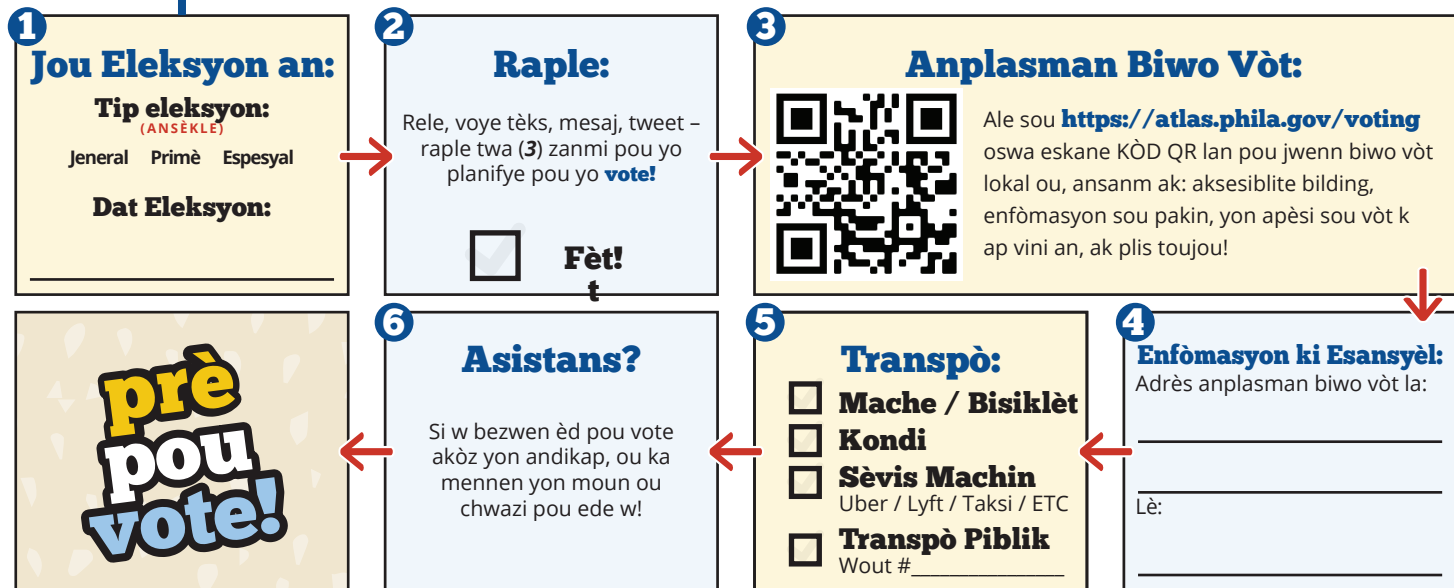 1
Jou Eleksyon an:
Tip eleksyon:
(ANSÈKLE)
Jeneral Primè Espesyal
Dat Eleksyon:
2
Raple:
Rele, voye tèks, mesaj, tweet –
raple twa (3) zanmi pou yo
planifye pou yo vote!
Fèt!
t
3
Anplasman Biwo Vòt:
Ale sou https://atlas.phila.gov/voting
oswa eskane KÒD QR lan pou jwenn biwo vòt
lokal ou, ansanm ak: aksesiblite bilding,
enfòmasyon sou pakin, yon apèsi sou vòt k
ap vini an, ak plis toujou!
4
Enfòmasyon ki Esansyèl:
Adrès anplasman biwo vòt la:
Lè:
5
Transpò:
Mache / Bisiklèt
Kondi
Sèvis Machin
Uber / Lyft / Taksi / ETC
Transpò Piblik
Wout #________________
6
Asistans?
Si w bezwen èd pou vote
akòz yon andikap, ou ka
mennen yon moun ou
chwazi pou ede w!
prè
pou
vote!